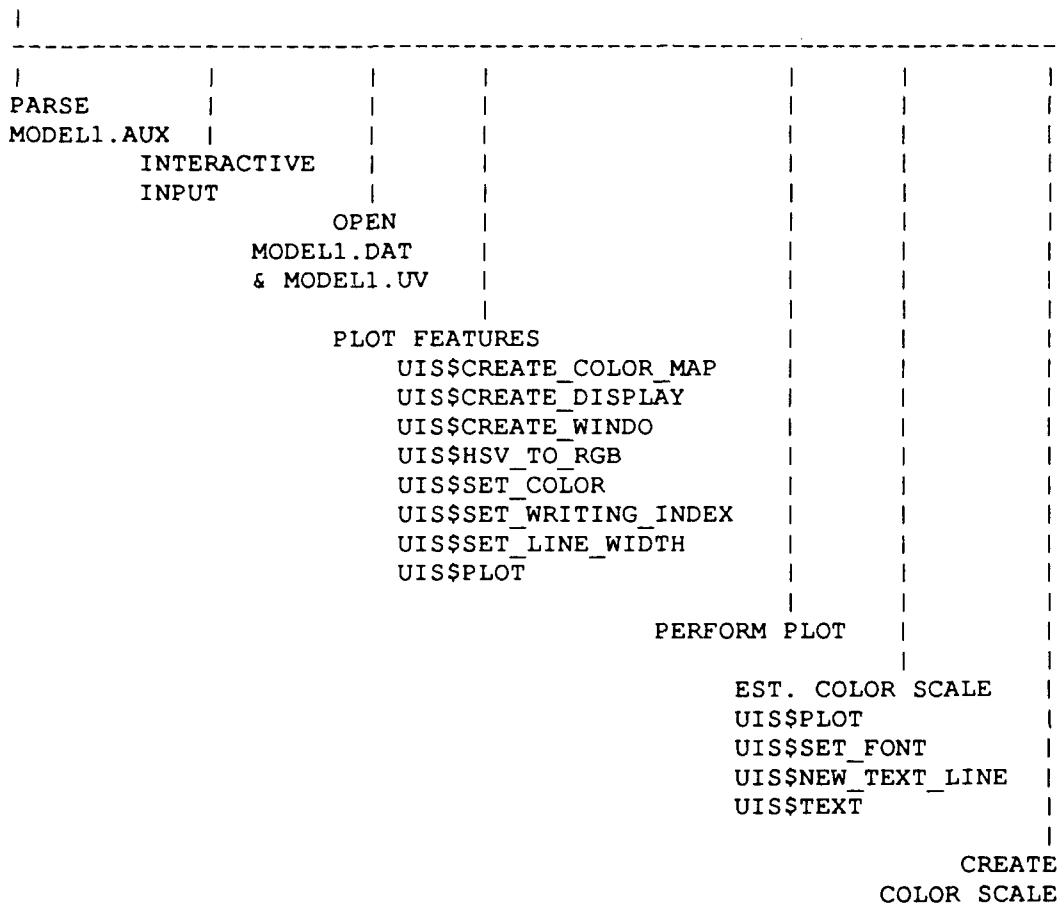 PARSE
MODEL1.AUX
INTERACTIVE
INPUT
OPEN
MODEL1.DAT
& MODEL1.UV
PLOT FEATURES
UIS$CREATE_COLOR_MAP
UIS$CREATE_DISPLAY
UIS$CREATE_WINDO
UIS$HSV_TO_RGB
UIS$SET_COLOR
UIS$SET_WRITING_INDEX
UIS$SET_LINE_WIDTH
UIS$PLOT
PERFORM PLOT
EST. COLOR SCALE
UIS$PLOT
UIS$SET_FONT
UIS$NEW_TEXT_LINE
UIS$TEXT
CREATE
COLOR SCALE